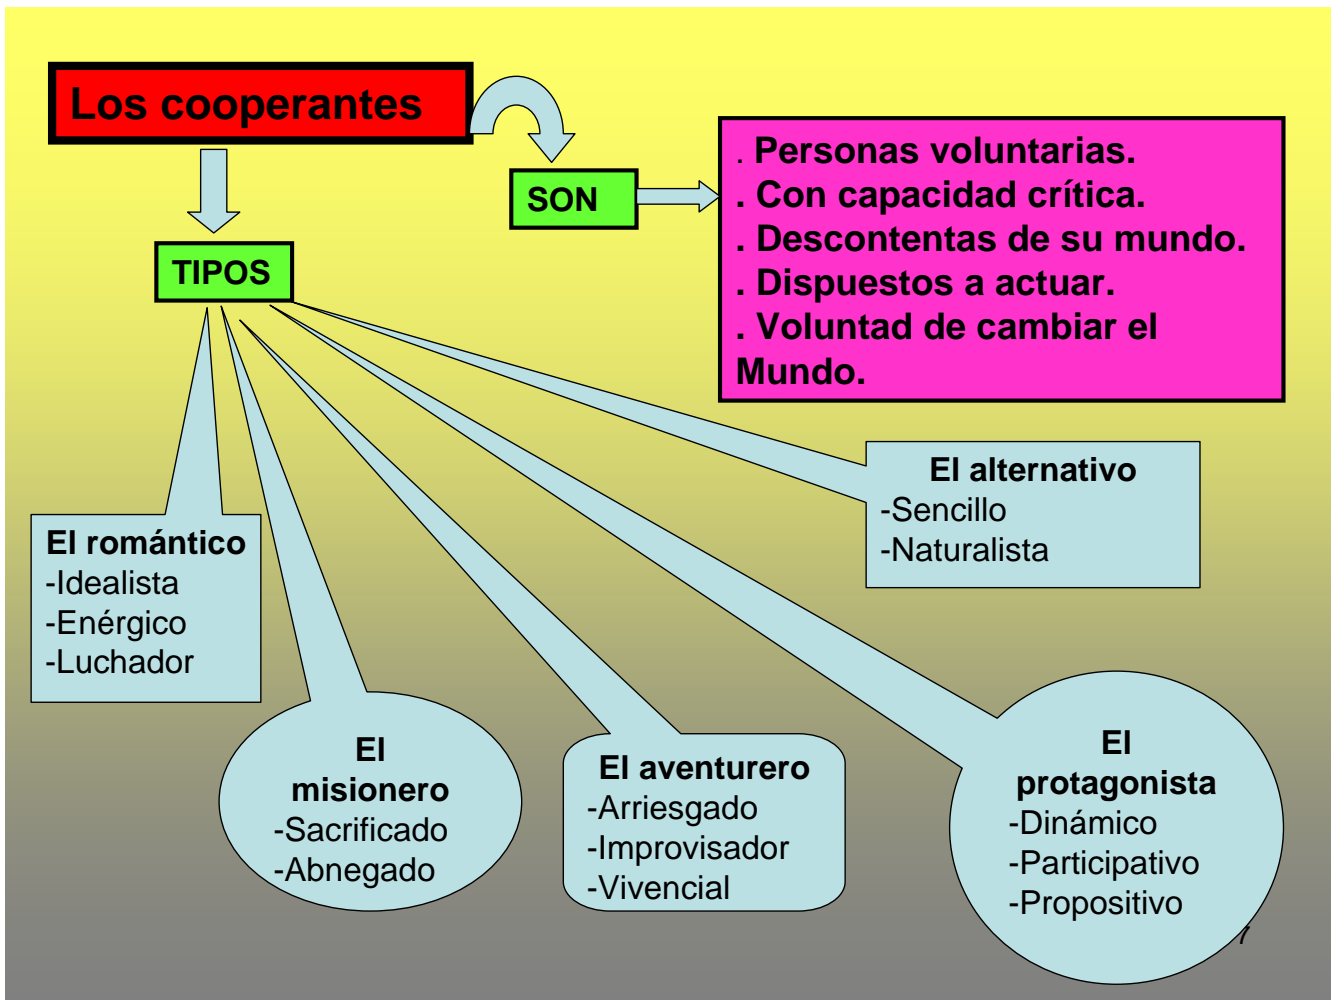 Los cooperantes
SON
. Personas voluntarias.
. Con capacidad crítica.
. Descontentas de su mundo.
. Dispuestos a actuar.
. Voluntad de cambiar el
Mundo.
TIPOS
El alternativo
-Sencillo
-Naturalista
El romántico
-Idealista
-Enérgico
-Luchador
El
misionero
-Sacrificado
-Abnegado
El aventurero
-Arriesgado
-Improvisador
-Vivencial
El
protagonista
-Dinámico
-Participativo
-Propositivo
7